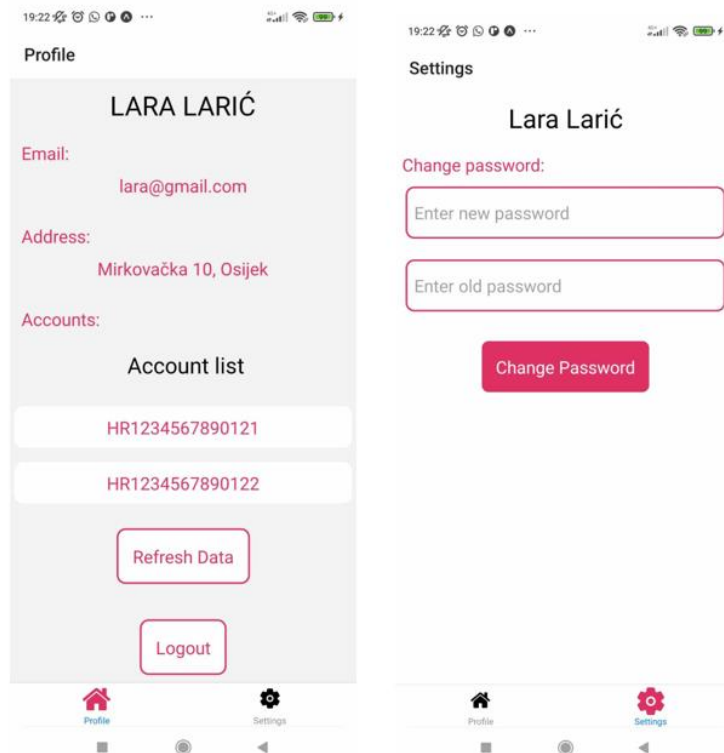 19:22
Profile
LARA LARIĆ
Email:
lara@gmail.com
Address:
Mirkovačka 10, Osijek
Accounts:
Account list
HR1234567890121
HR1234567890122
Refresh Data
Logout
Profile
Settings
19:22
Settings
Lara Larić
Change password:
Enter new password
Enter old password
Change Password
Profile
Settings